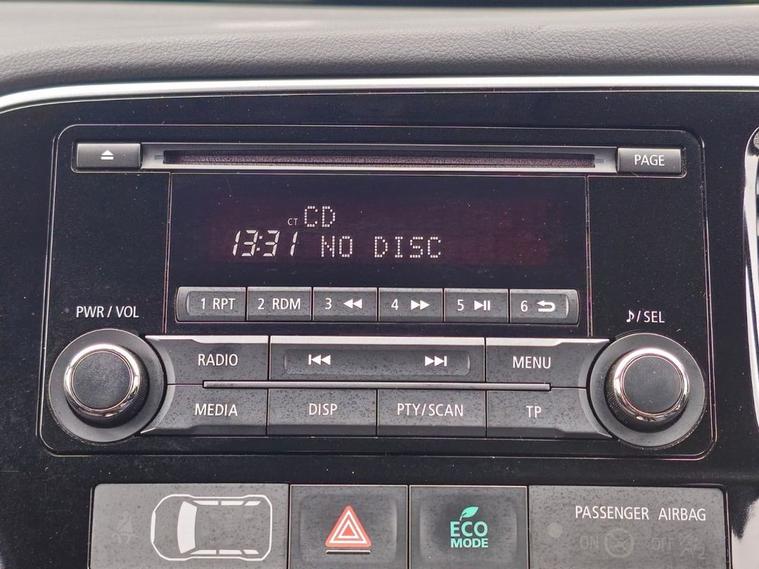 PAGE
CT CD
13:31 NO DISC
1 RPT 2 RDM 3 4 5 6
PWR / VOL
♪/SEL
RADIO MENU
MEDIA DISP PTY/SCAN TP
ECO
MODE
PASSENGER AIRBAG
ON OFF